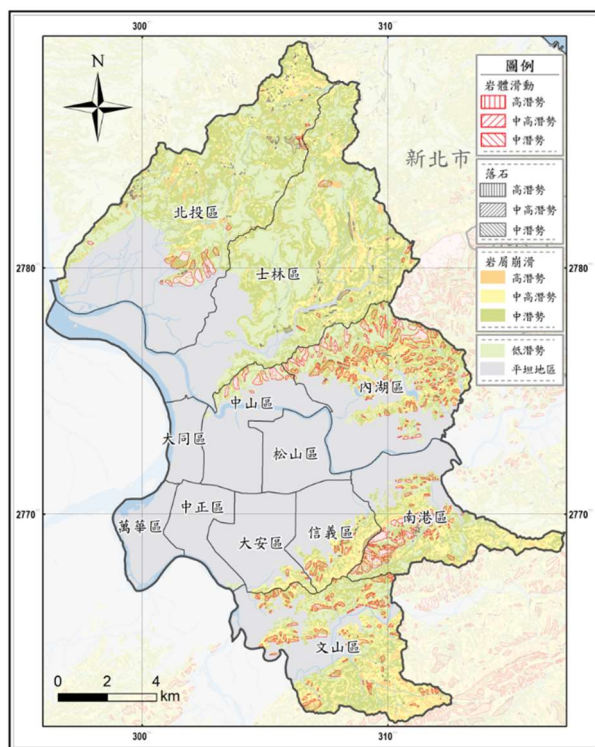 300
310
N
圖例
岩體滑動
高潛勢
中高潛勢
中潛勢
落石
高潛勢
中高潛勢
中潛勢
岩屑崩滑
高潛勢
中高潛勢
中潛勢
低潛勢
平坦地區
新北市
北投區
士林區
2780
2780
內湖區
中山區
大同區
松山區
2770
2770
中正區
萬華區
南港區
信義區
大安區
文山區
0 2 4
km
300
310